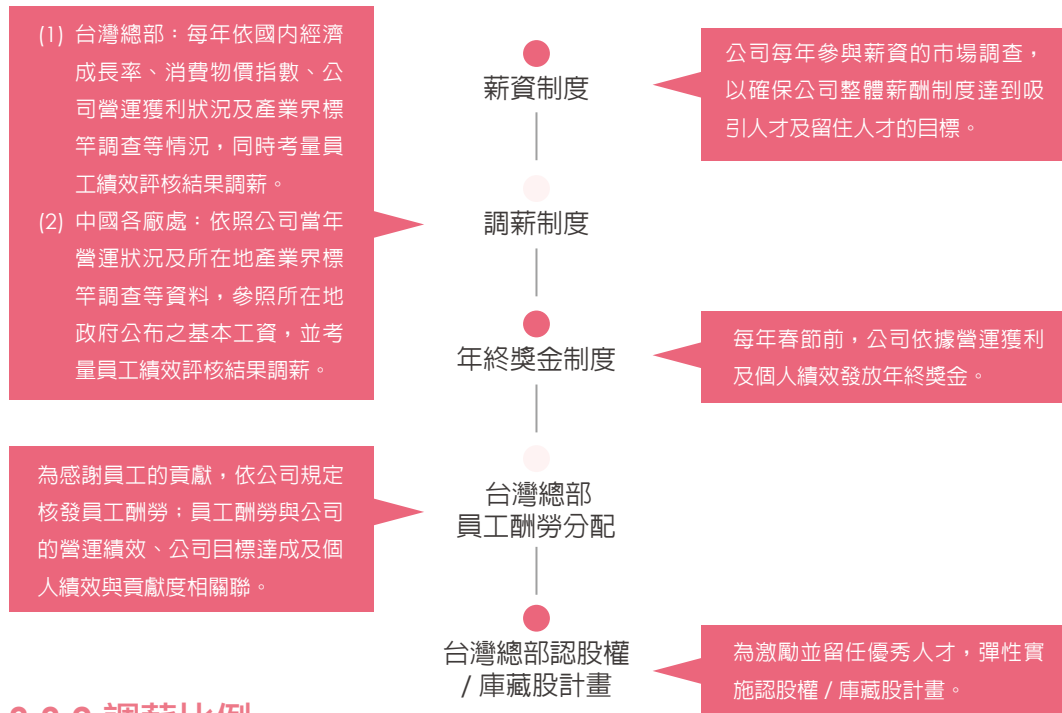 薪資制度
公司每年參與薪資的市場調查，
以確保公司整體薪酬制度達到吸
引人才及留住人才的目標。
(1) 台灣總部：每年依國內經濟
成長率、消費物價指數、公
司營運獲利狀況及產業界標
竿調查等情況，同時考量員
工績效評核結果調薪。
(2) 中國各廠處：依照公司當年
營運狀況及所在地產業界標
竿調查等資料，參照所在地
政府公布之基本工資，並考
量員工績效評核結果調薪。
調薪制度
年終獎金制度
每年春節前，公司依據營運獲利
及個人績效發放年終獎金。
為感謝員工的貢獻，依公司規定
核發員工酬勞；員工酬勞與公司
的營運績效、公司目標達成及個
人績效與貢獻度相關聯。
台灣總部
員工酬勞分配
台灣總部認股權
/ 庫藏股計畫
為激勵並留任優秀人才，彈性實
施認股權 / 庫藏股計畫。
調薪比例